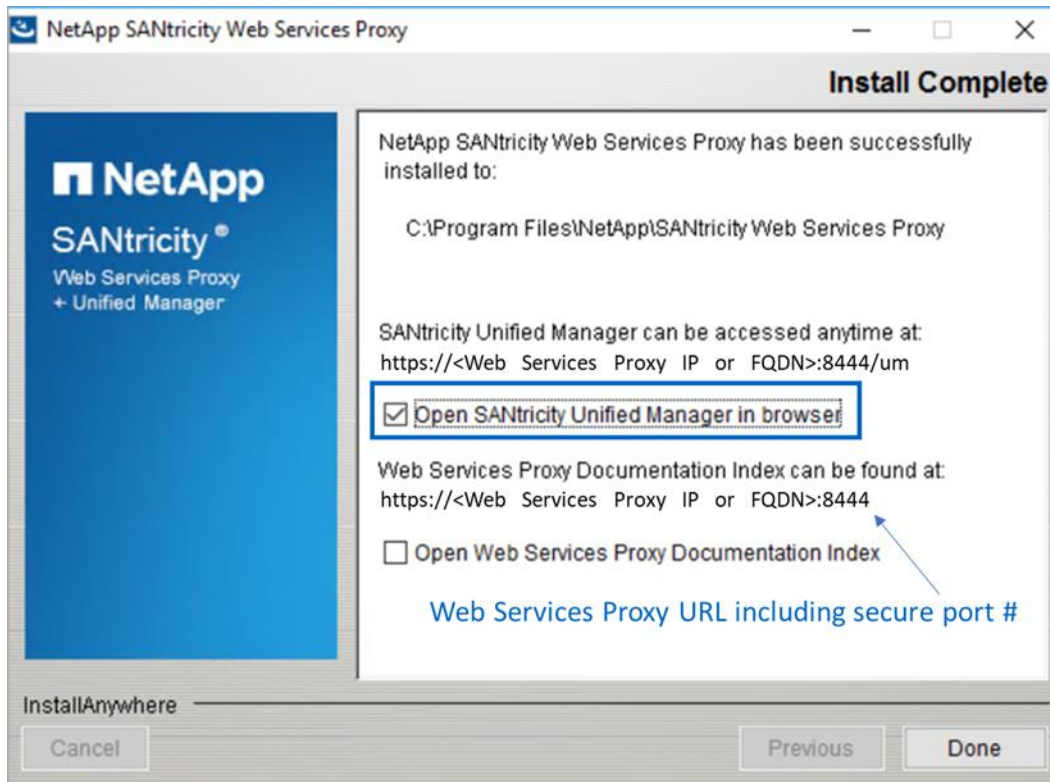 NetApp SANtricity Web Services Proxy
Install Complete
NetApp
SANtricity ®
Web Services Proxy
+ Unified Manager
NetApp SANtricity Web Services Proxy has been successfully
installed to:
C:\Program Files\NetApp\SANtricity Web Services Proxy
SANtricity Unified Manager can be accessed anytime at:
https://<Web Services Proxy IP or FQDN>:8444/um
Open SANtricity Unified Manager in browser
Web Services Proxy Documentation Index can be found at:
https://<Web Services Proxy IP or FQDN>:8444
Open Web Services Proxy Documentation Index
Web Services Proxy URL including secure port #
InstallAnywhere
Cancel
Previous
Done